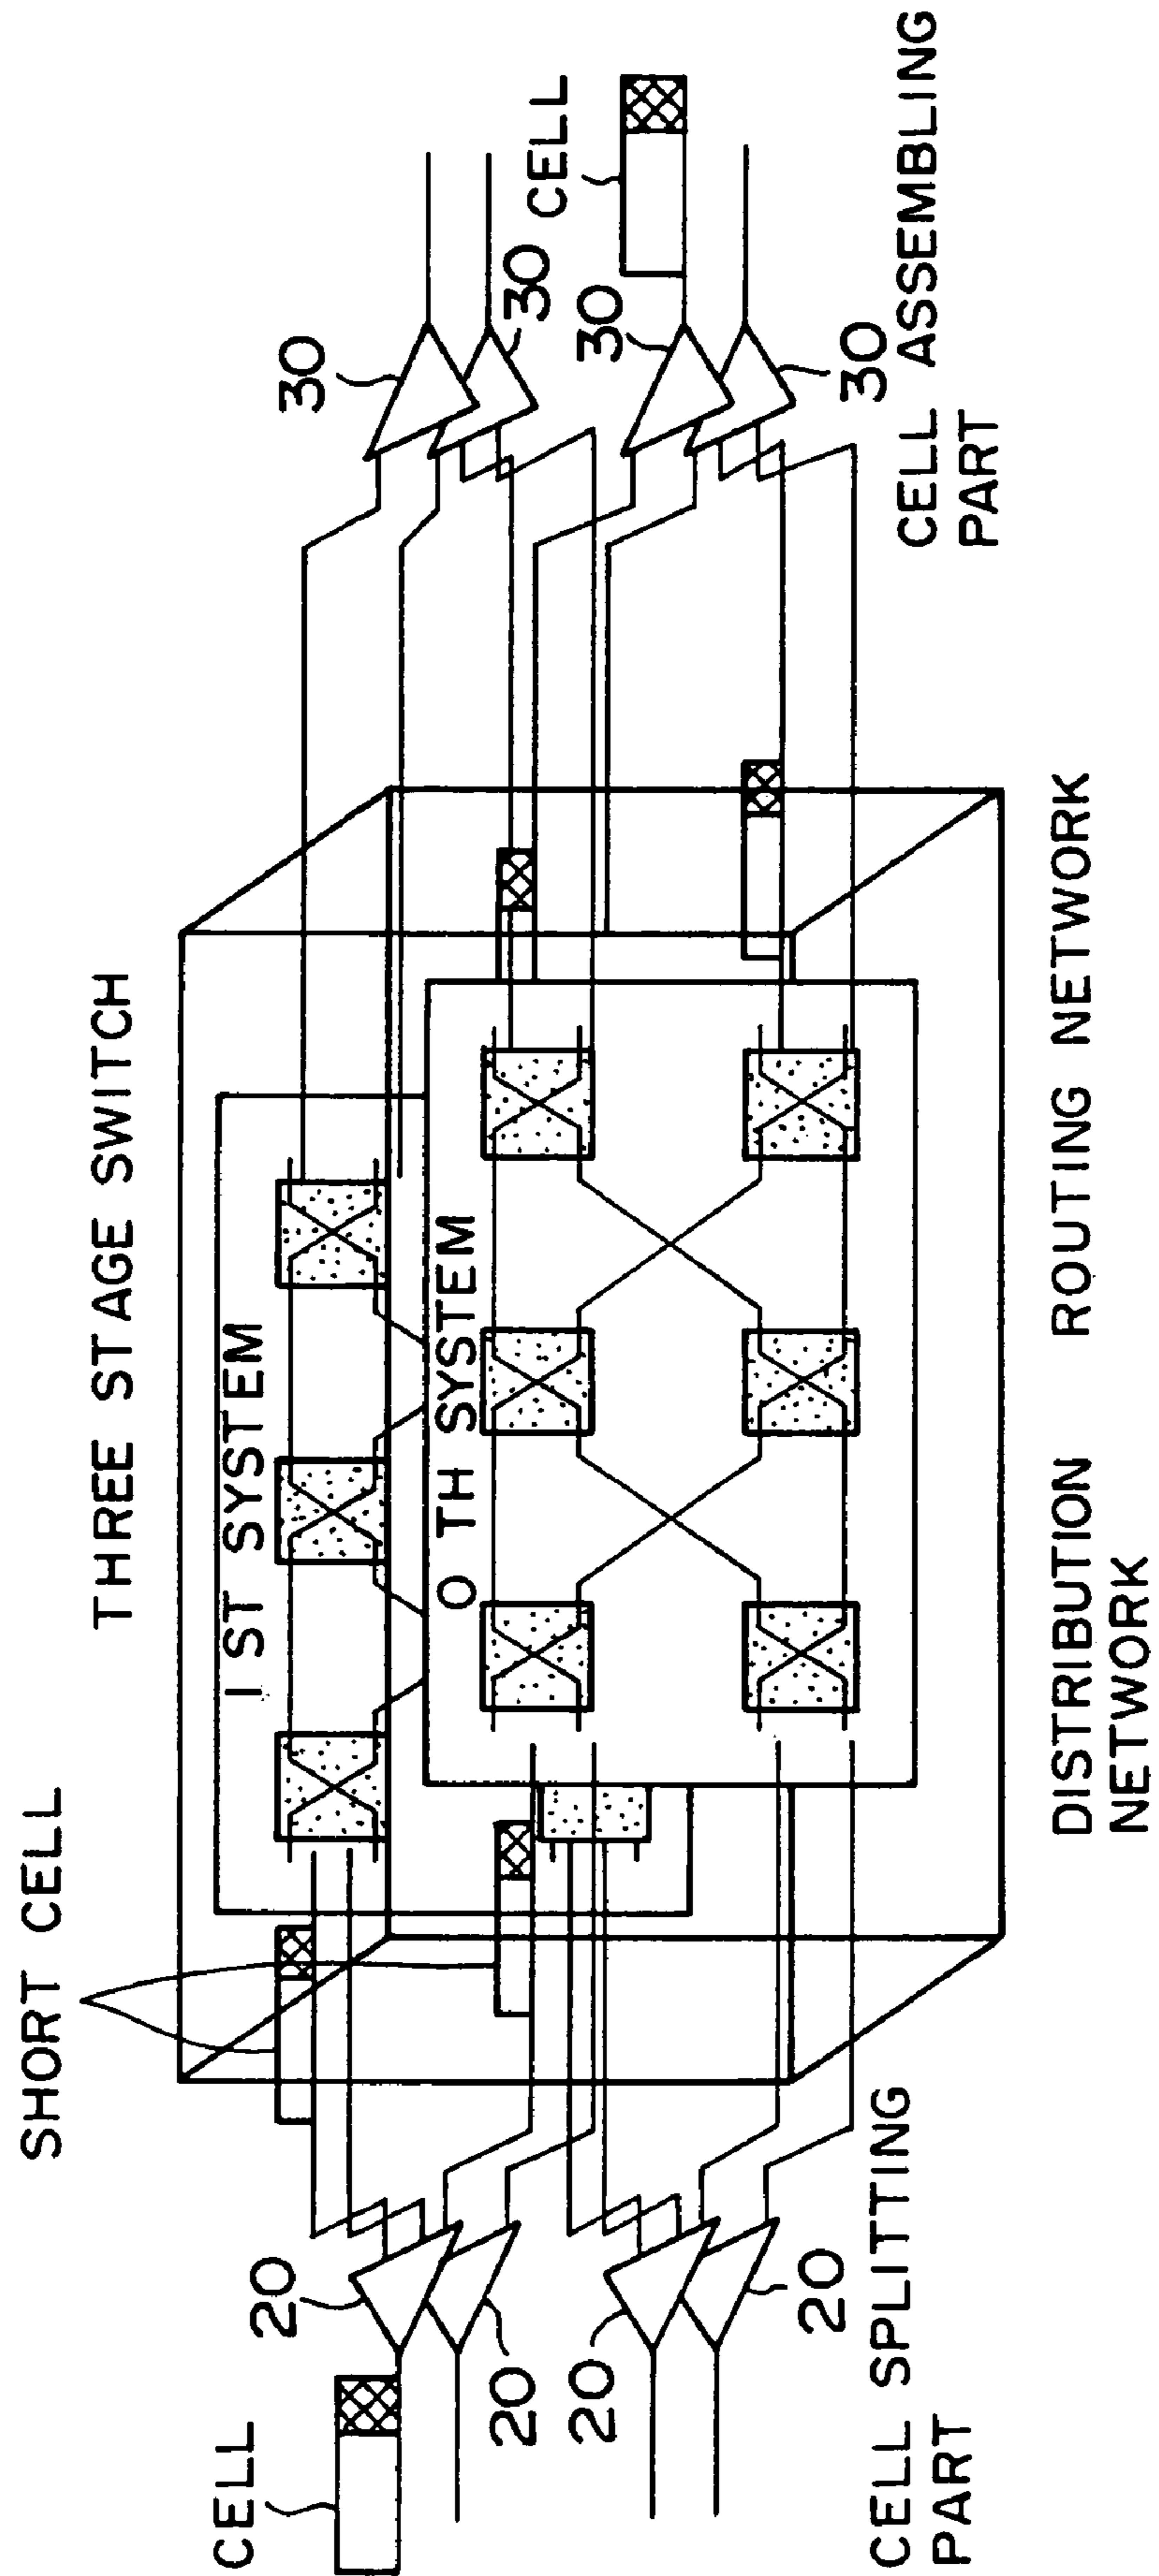 SHORT CELL
THREE STAGE SWITCH
CELL
20
20
20
20
CELL SPLITTING
PART
1 ST SYSTEM
0 TH SYSTEM
DISTRIBUTION
NETWORK
ROUTING NETWORK
30
30
30
30
CELL
CELL ASSEMBLING
PART